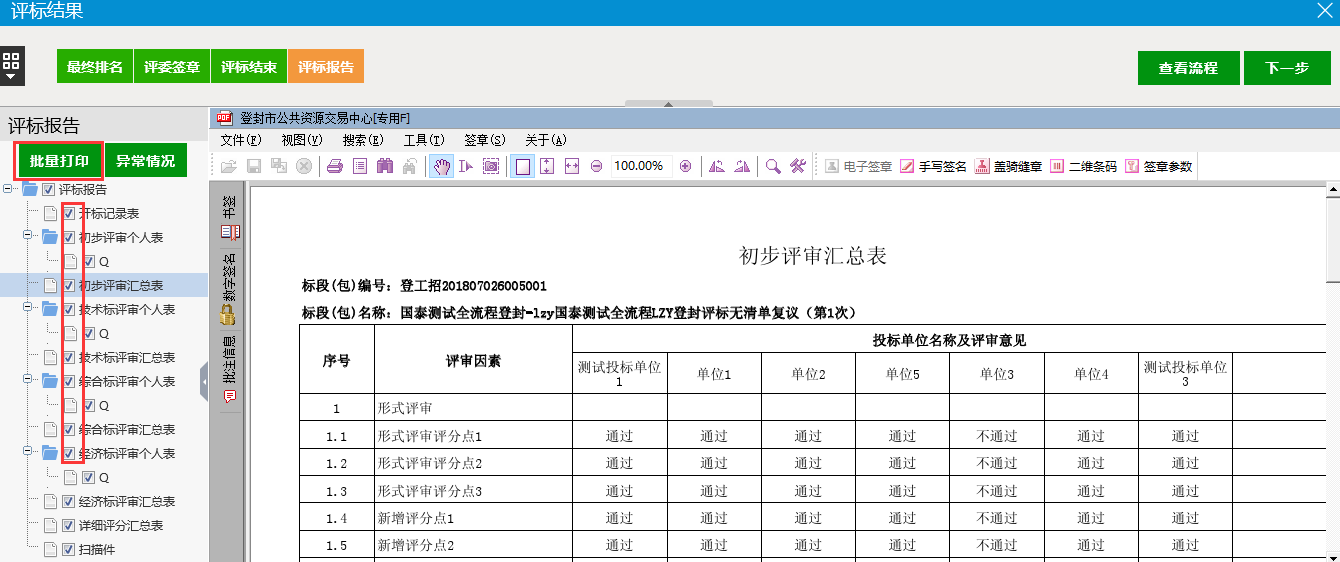 评标结果
最终排名 评委签章 评标结束 评标报告 查看流程 下一步
评标报告
批量打印 异常情况
评标报告
开标记录表
初步评审个人表
Q
初步评审汇总表
技术标评审个人表
Q
技术标评审汇总表
综合标评审个人表
Q
综合标评审汇总表
经济标评审个人表
Q
经济标评审汇总表
详细评分汇总表
扫描件
登封市公共资源交易中心[专用F]
文件(F) 视图(V) 搜索(E) 工具(T) 签章(S) 关于(A)
100.00% 电子签章 手写签名 盖骑缝章 二维条码 签章参数
书签
数字签名
批注信息
初步评审汇总表
标段(包)编号：登工招201807026005001
标段(包)名称：国泰测试全流程登封-lzy国泰测试全流程LZY登封评标无清单复议（第1次）
序号 评审因素 投标单位名称及评审意见
测试投标单位1 单位1 单位2 单位5 单位3 单位4 测试投标单位3
1 形式评审
1.1 形式评审评分点1 通过 通过 通过 通过 不通过 通过 通过
1.2 形式评审评分点2 通过 通过 通过 通过 不通过 通过 通过
1.3 形式评审评分点3 通过 通过 通过 通过 不通过 通过 通过
1.4 新增评分点1 通过 通过 通过 通过 不通过 通过 通过
1.5 新增评分点2 通过 通过 通过 通过 不通过 通过 通过